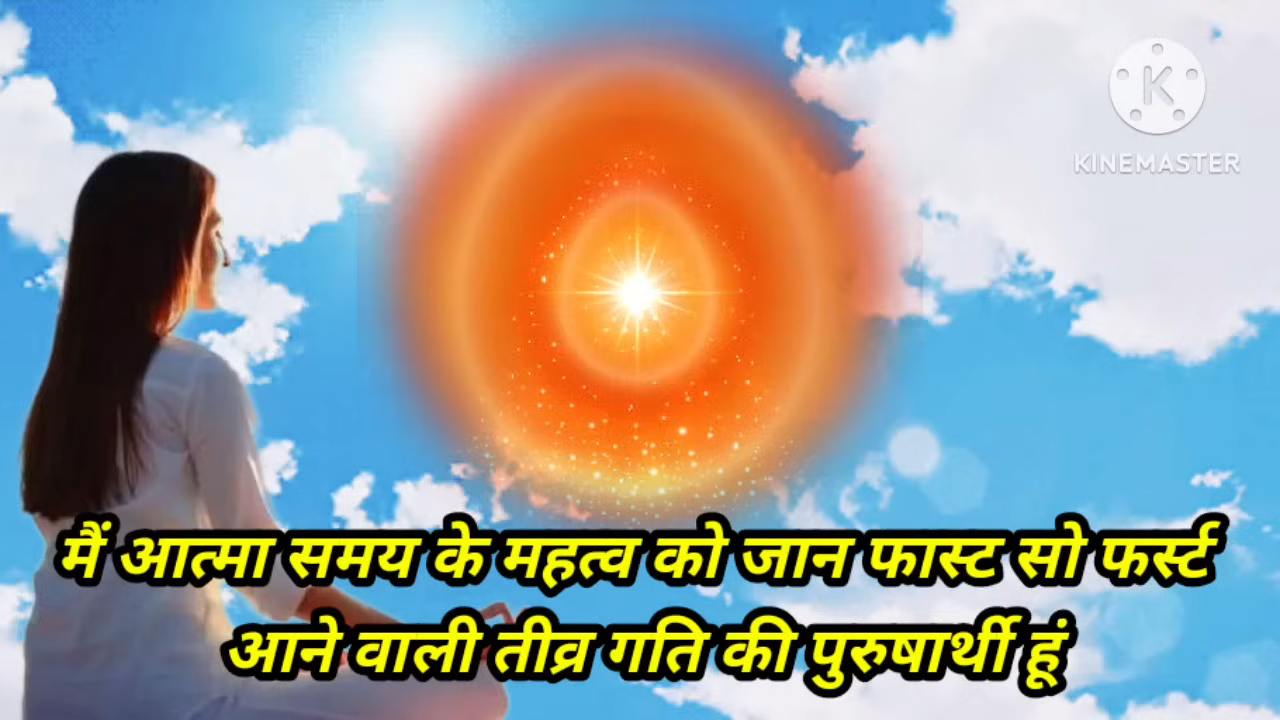 KINEMASTER
मैं आत्मा समय के महत्व को जान फास्ट सो फर्स्ट
आने वाली तीव्र गति की पुरुषार्थी हूं